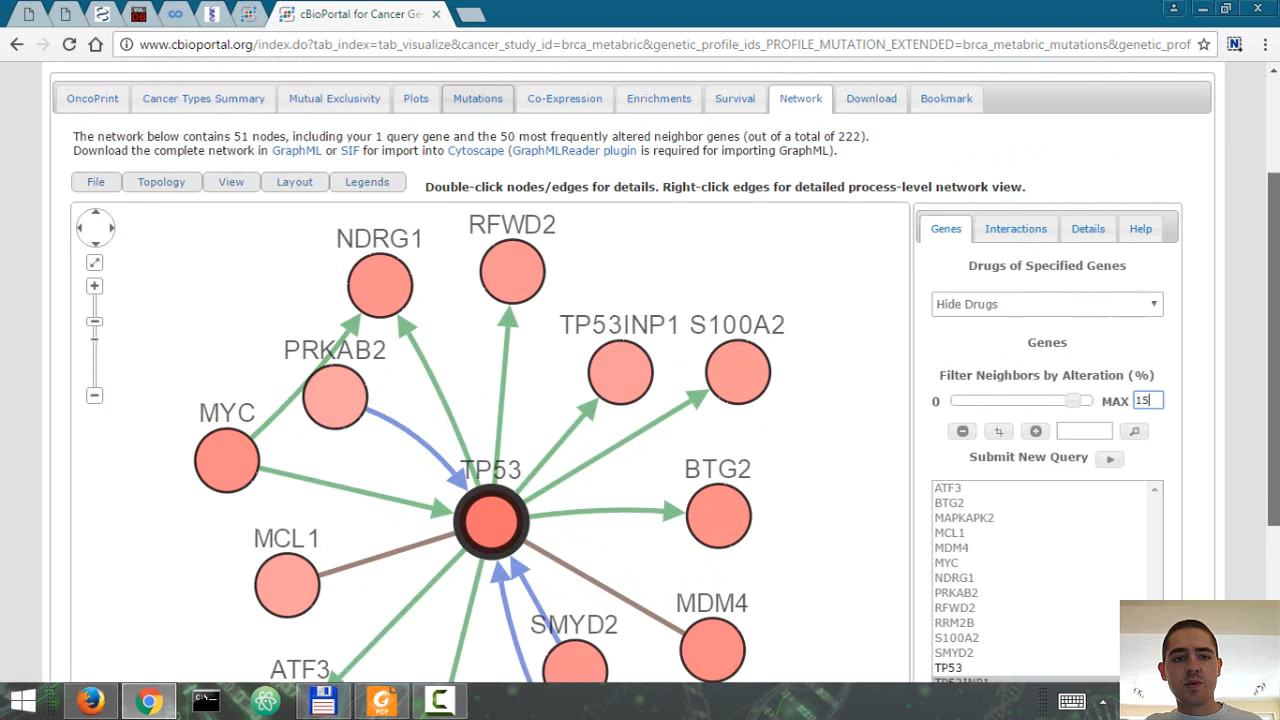 cBioPortal for Cancer Ge
www.cbioportal.org/index.do?tab_index=tab_visualize&cancer_study_id=brca_metabric&genetic_profile_ids_PROFILE_MUTATION_EXTENDED=brca_metabric_mutations&genetic_prof
OncoPrint Cancer Types Summary Mutual Exclusivity Plots Mutations Co-Expression Enrichments Survival Network Download Bookmark
The network below contains 51 nodes, including your 1 query gene and the 50 most frequently altered neighbor genes (out of a total of 222).
Download the complete network in GraphML or SIF for import into Cytoscape (GraphMLReader plugin is required for importing GraphML).
File Topology View Layout Legends Double-click nodes/edges for details. Right-click edges for detailed process-level network view.
RFWD2
NDRG1
TP53INP1 S100A2
PRKAB2
MYC
TP53
BTG2
MCL1
MDM4
SMYD2
ATF3
Genes Interactions Details Help
Drugs of Specified Genes
Hide Drugs
Genes
Filter Neighbors by Alteration (%)
0 MAX 15
Submit New Query
ATF3
BTG2
MAPKAPK2
MCL1
MDM4
MYC
NDRG1
PRKAB2
RFWD2
RRM2B
S100A2
SMYD2
TP53
TP53INP1